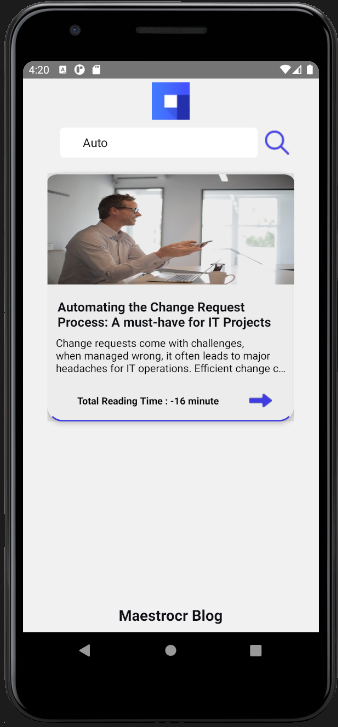 4:20
Auto
Automating the Change Request
Process: A must-have for IT Projects
Change requests come with challenges,
when managed wrong, it often leads to major
headaches for IT operations. Efficient change c...
Total Reading Time : -16 minute
Maestrocr Blog